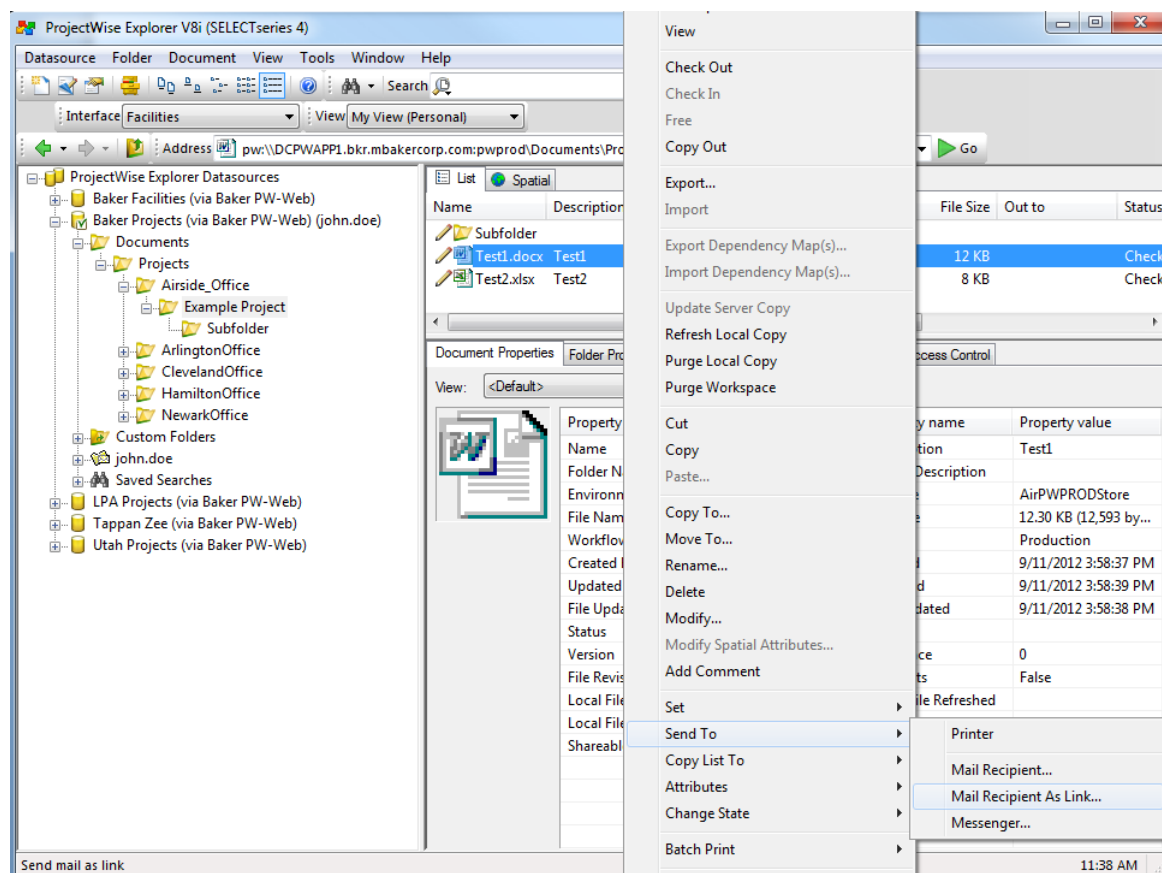 ProjectWise Explorer V8i (SELECTseries 4)
Datasource Folder Document View Tools Window Help
Search
Interface Facilities View My View (Personal)
Address pw:\\DCPWAPP1.bkr.mbakercorp.com:pwprod\Documents\Pro Go
ProjectWise Explorer Datasources
Baker Facilities (via Baker PW-Web)
Baker Projects (via Baker PW-Web) (john.doe)
Documents
Projects
Airside_Office
Example Project
Subfolder
ArlingtonOffice
ClevelandOffice
HamiltonOffice
NewarkOffice
Custom Folders
john.doe
Saved Searches
LPA Projects (via Baker PW-Web)
Tappan Zee (via Baker PW-Web)
Utah Projects (via Baker PW-Web)
List Spatial
Name Description File Size Out to Status
Subfolder
Test1.docx Test1 12 KB Check
Test2.xlsx Test2 8 KB Check
Document Properties Folder Pro ccess Control
View: <Default>
Property y name Property value
Name tion Test1
Folder N Description
Environn AirPWPRODStore
File Nam 12.30 KB (12,593 by...
Workflow Production
Created 9/11/2012 3:58:37 PM
Updated d 9/11/2012 3:58:39 PM
File Upda dated 9/11/2012 3:58:38 PM
Status
Version ce 0
File Revis ts False
Local File ile Refreshed
Local File
Shareabl
View
Check Out
Check In
Free
Copy Out
Export...
Import
Export Dependency Map(s)...
Import Dependency Map(s)...
Update Server Copy
Refresh Local Copy
Purge Local Copy
Purge Workspace
Cut
Copy
Paste...
Copy To...
Move To...
Rename...
Delete
Modify...
Modify Spatial Attributes...
Add Comment
Set
Send To
Copy List To
Attributes
Change State
Batch Print
Printer
Mail Recipient...
Mail Recipient As Link...
Messenger...
Send mail as link 11:38 AM